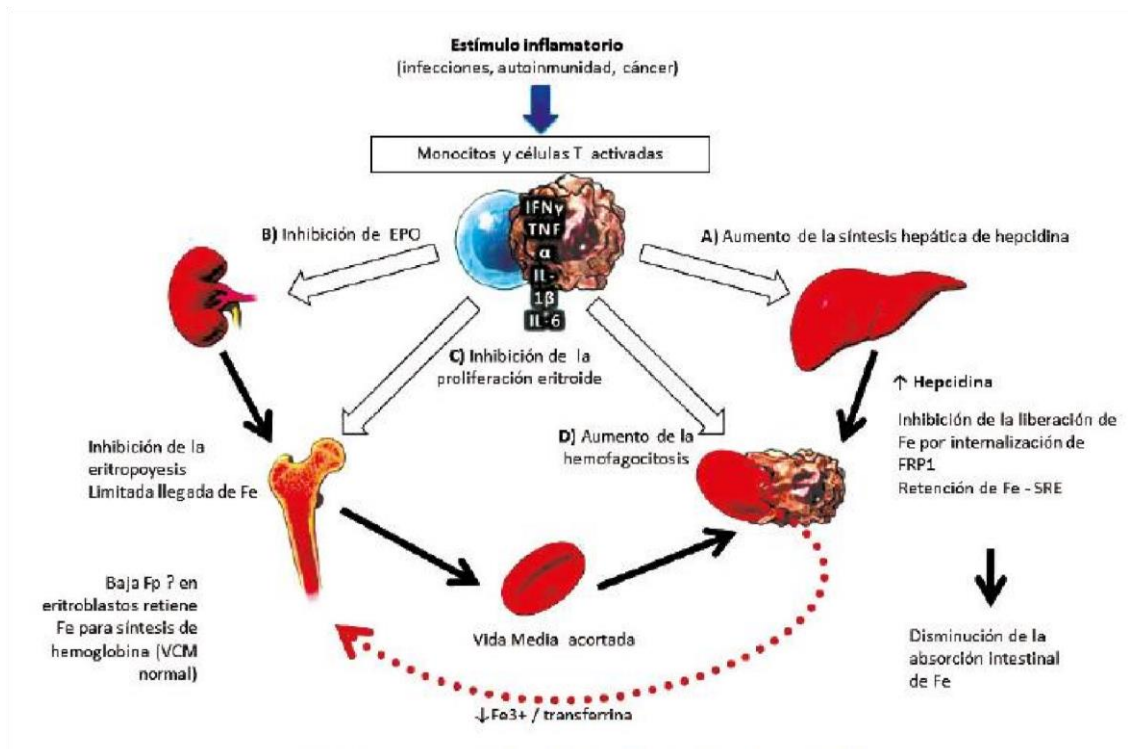 Estímulo inflamatorio
(infecciones, autoinmunidad, cáncer)
Monocitos y células T activadas
IFNγ
TNF
α
IL-
1β
IL-6
B) Inhibición de EPO
A) Aumento de la síntesis hepática de hepcidina
C) Inhibición de la
proliferación eritroide
↑ Hepcidina
Inhibición de la liberación de
Fe por internalización de
FRP1
Retención de Fe - SRE
D) Aumento de la
hemofagocitosis
Inhibición de la
eritropoyesis
Limitada llegada de Fe
Baja Fp ? en
eritroblastos retiene
Fe para síntesis de
hemoglobina (VCM
normal)
Vida Media acortada
Disminución de la
absorción intestinal
de Fe
↓Fe3+ / transferrina